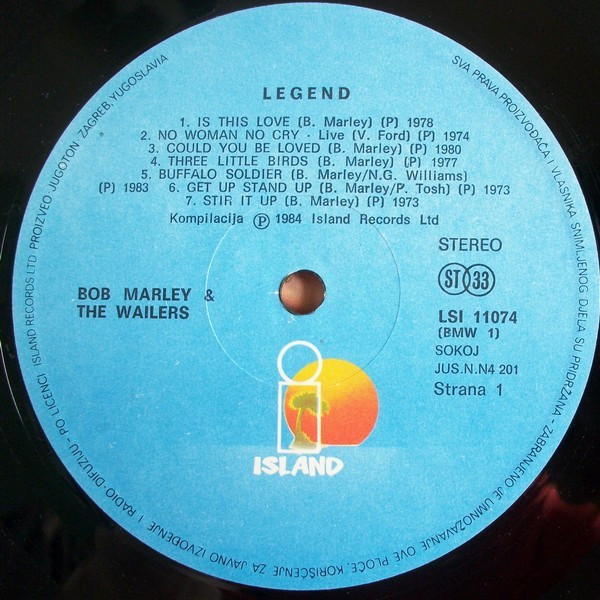 LEGEND
1. IS THIS LOVE (B. Marley) (P) 1978
2. NO WOMAN NO CRY - Live (V. Ford) (P) 1974
3. COULD YOU BE LOVED (B. Marley) (P) 1980
4. THREE LITTLE BIRDS (B. Marley) (P) 1977
5. BUFFALO SOLDIER (B. Marley/N.G. Williams)
(P) 1983 6. GET UP STAND UP (B. Marley/P. Tosh) (P) 1973
7. STIR IT UP (B. Marley) (P) 1973
Kompilacija ℗ 1984 Island Records Ltd
STEREO
ST 33
BOB MARLEY &
THE WAILERS
LSI 11074
(BMW 1)
SOKOJ
JUS.N.N4 201
Strana 1
ISLAND
SVA PRAVA PROIZVOĐAČA I VLASNIKA SNIMLJENOG DJELA SU PRIDRŽANA - ZABRANJENO JE UMNOŽAVANJE OVE PLOČE, KORIŠĆENJE ZA JAVNO IZVOĐENJE I RADIO-DIFUZIJU - PO LICENCI ISLAND RECORDS LTD PROIZVEO JUGOTON ZAGREB, YUGOSLAVIA